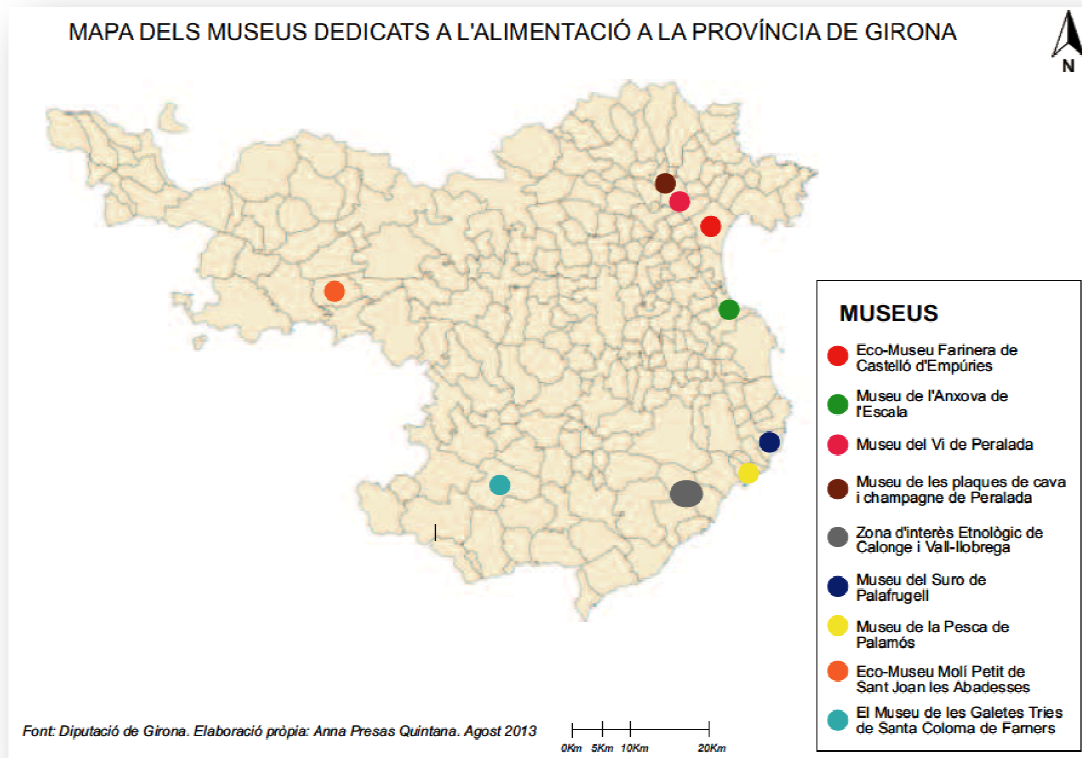 MAPA DELS MUSEUS DEDICATS A L'ALIMENTACIÓ A LA PROVÍNCIA DE GIRONA
N
MUSEUS
Eco-Museu Farinera de
Castelló d'Empúries
Museu de l'Anxova de
l'Escala
Museu del Vi de Peralada
Museu de les plaques de cava
i champagne de Peralada
Zona d'interès Etnològic de
Calonge i Vall-llobrega
Museu del Suro de
Palafrugell
Museu de la Pesca de
Palamós
Eco-Museu Molí Petit de
Sant Joan les Abadesses
El Museu de les Galetes Tries
de Santa Coloma de Farners
Font: Diputació de Girona. Elaboració pròpia: Anna Presas Quintana. Agost 2013
0Km 5Km 10Km 20Km